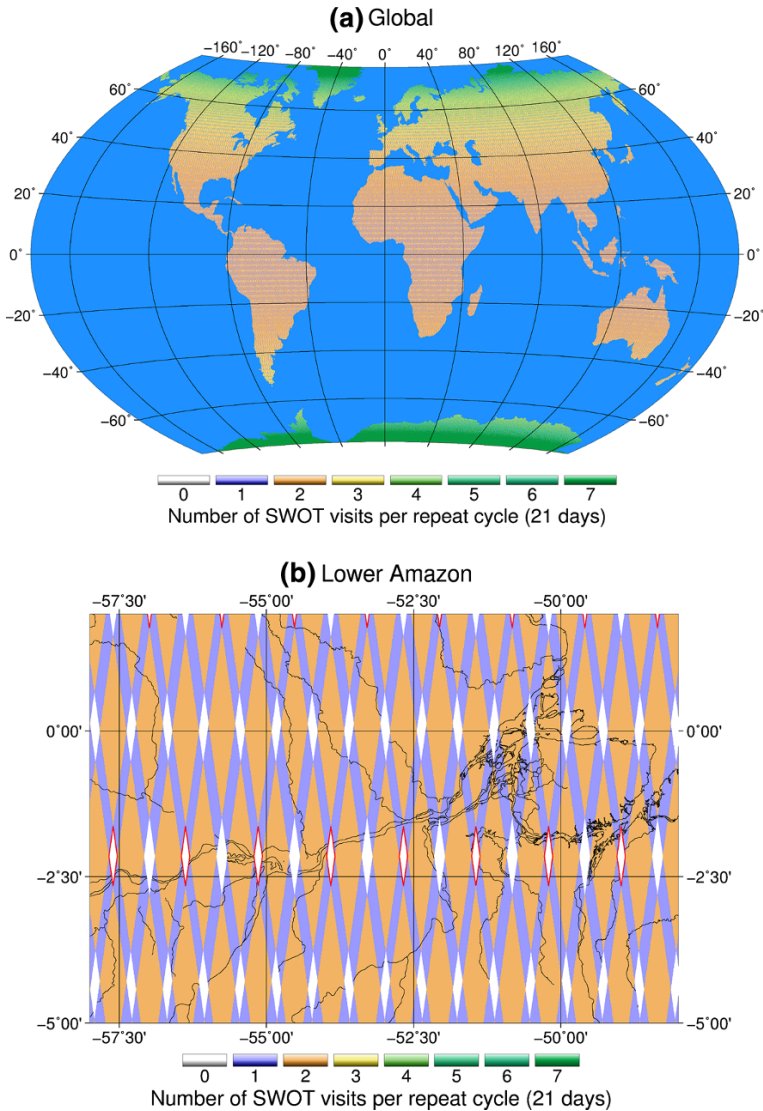 (a) Global
−160˚ −120˚ −80˚ −40˚ 0˚ 40˚ 80˚ 120˚ 160˚
60˚ 60˚
40˚ 40˚
20˚ 20˚
0˚ 0˚
−20˚ −20˚
−40˚ −40˚
−60˚ −60˚
0 1 2 3 4 5 6 7
Number of SWOT visits per repeat cycle (21 days)
(b) Lower Amazon
−57˚30' −55˚00' −52˚30' −50˚00'
0˚00' 0˚00'
−2˚30' −2˚30'
−5˚00' −5˚00'
−57˚30' −55˚00' −52˚30' −50˚00'
0 1 2 3 4 5 6 7
Number of SWOT visits per repeat cycle (21 days)